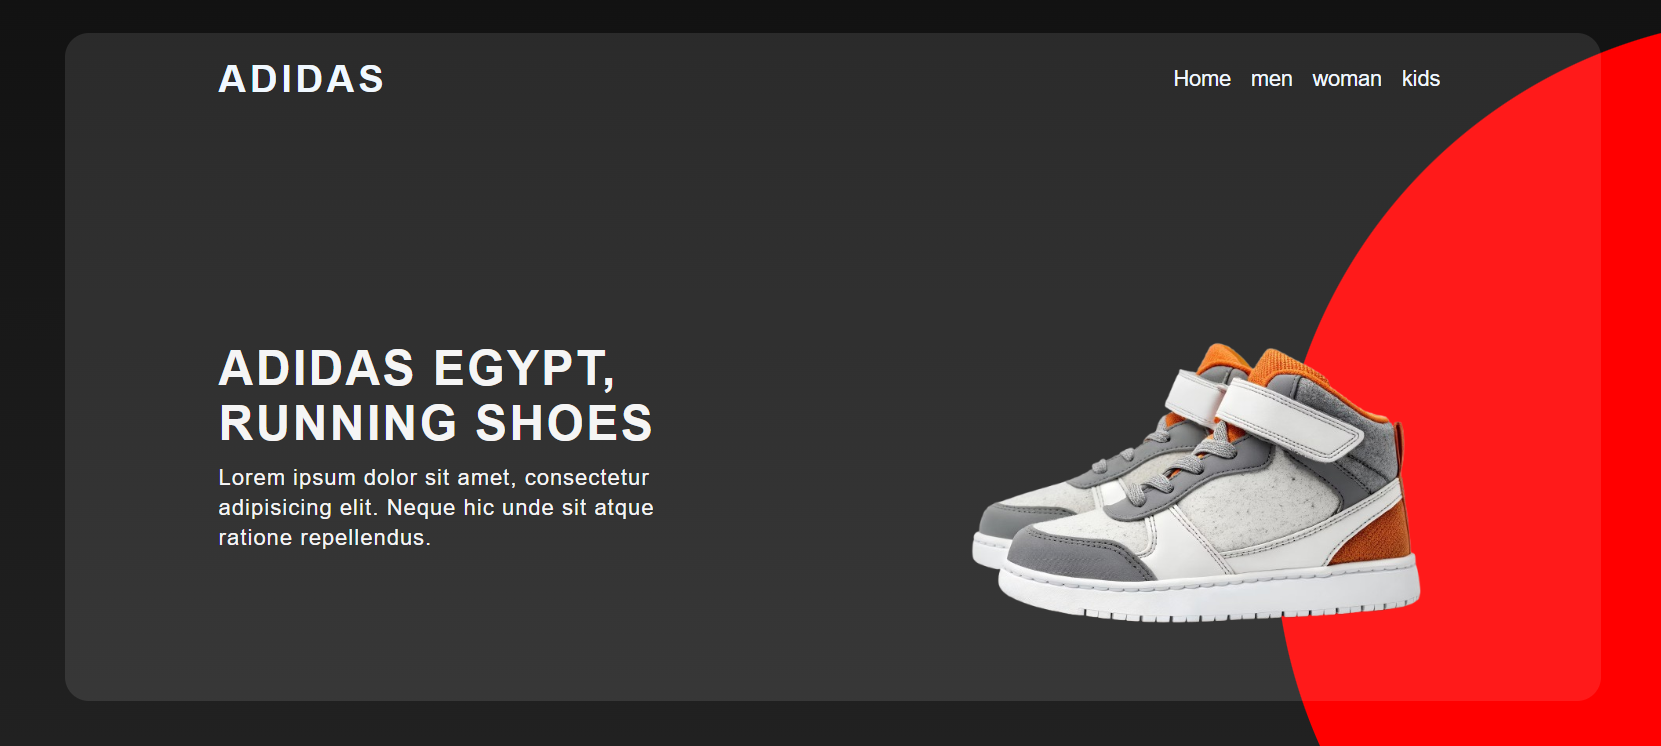 ADIDAS
Home men woman kids
ADIDAS EGYPT,
RUNNING SHOES
Lorem ipsum dolor sit amet, consectetur
adipisicing elit. Neque hic unde sit atque
ratione repellendus.